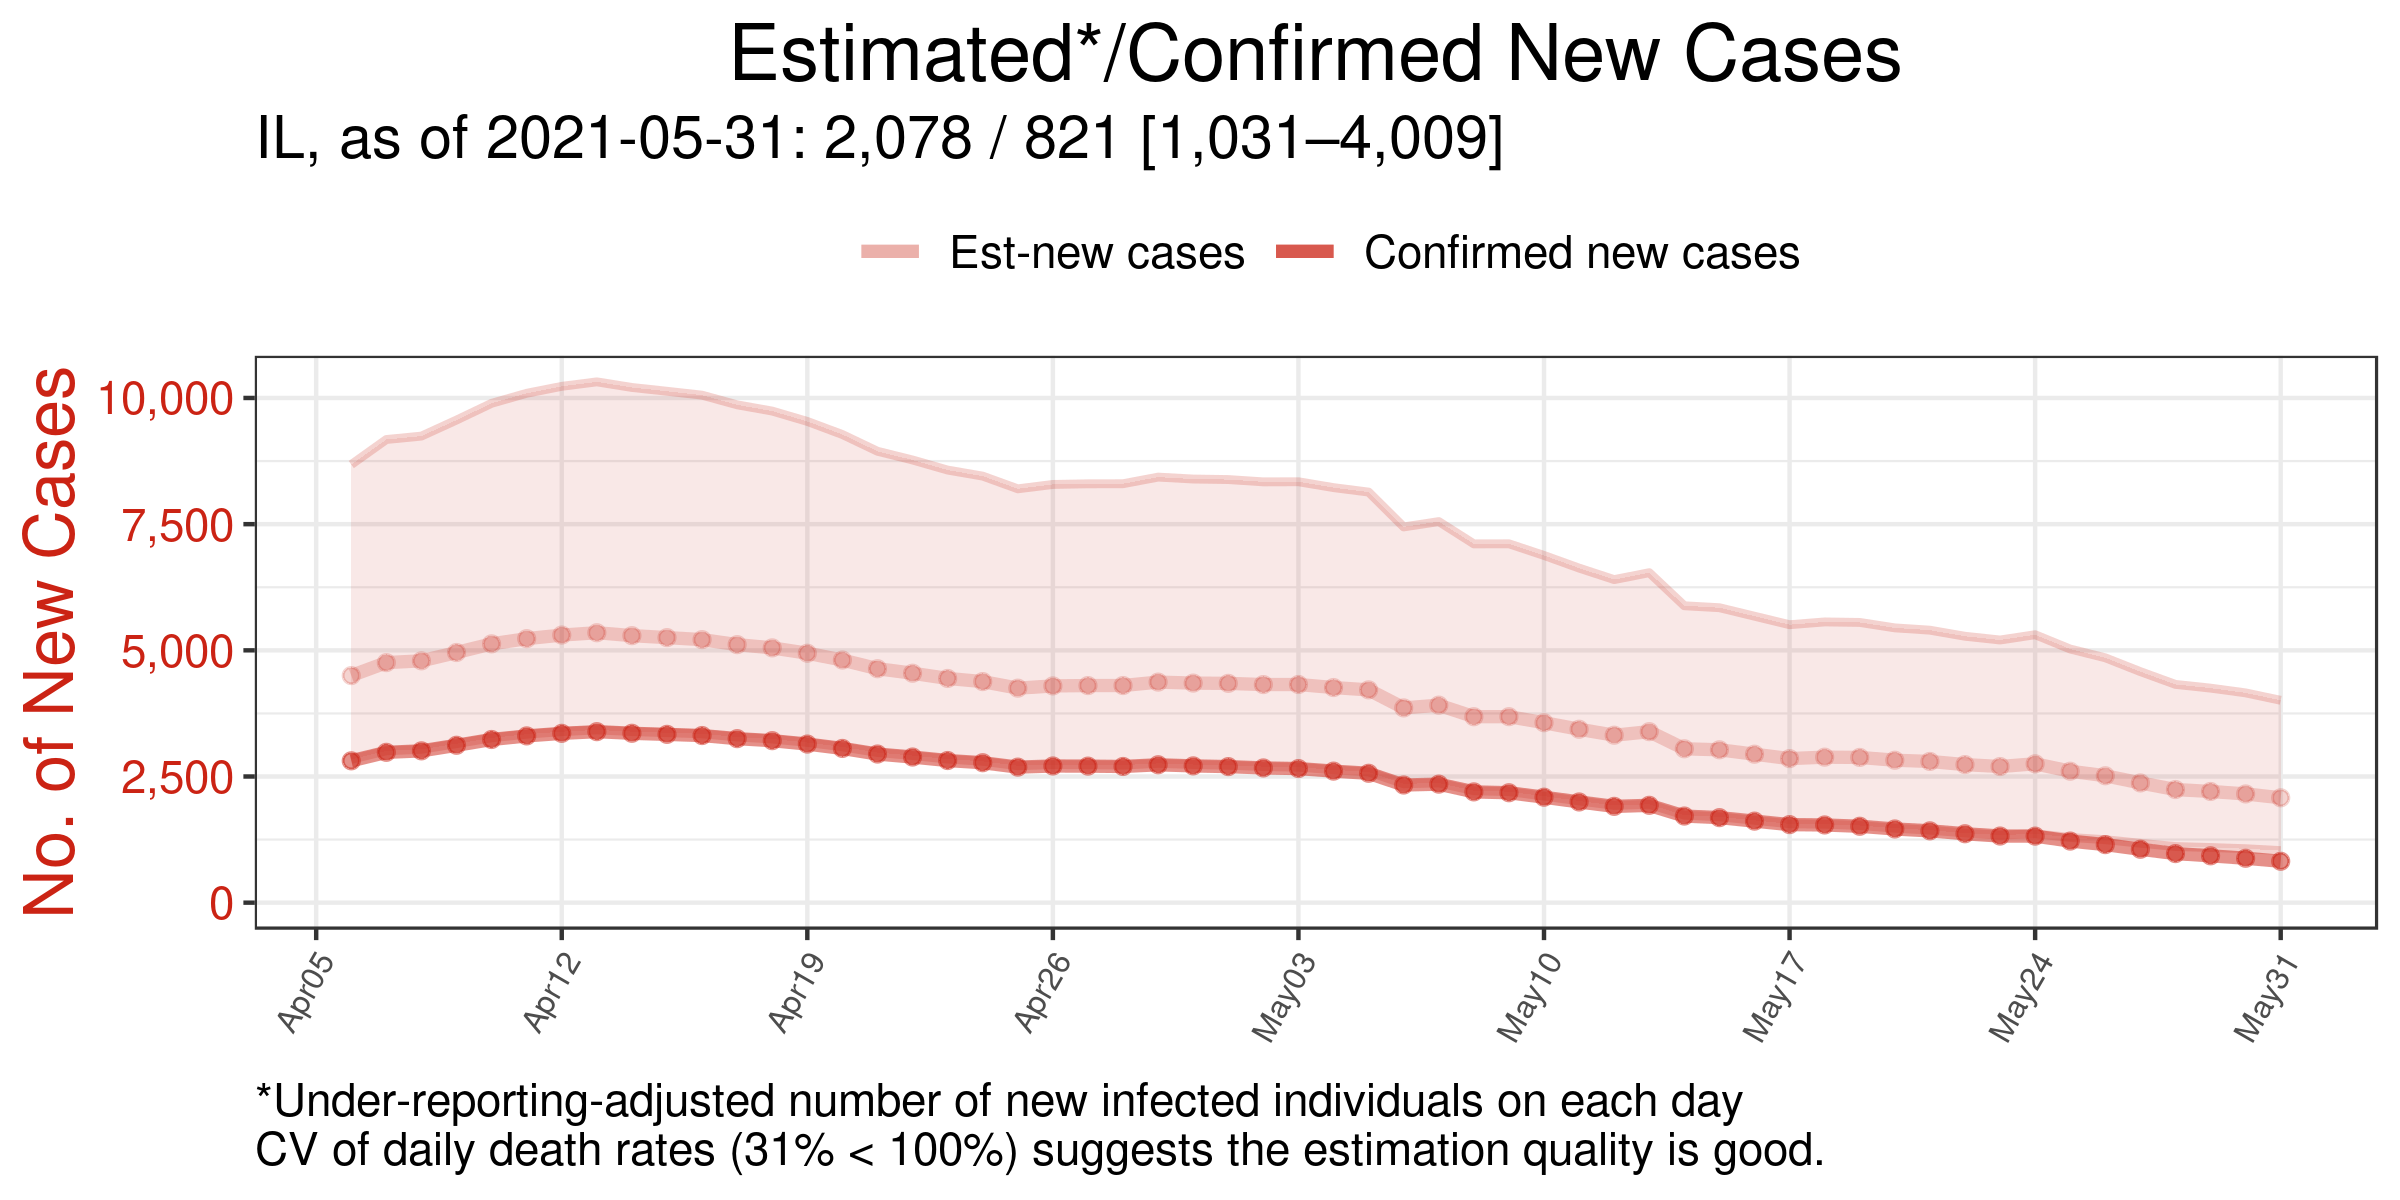 Estimated*/Confirmed New Cases
IL, as of 2021-05-31: 2,078 / 821 [1,031–4,009]
Est-new cases
Confirmed new cases
No. of New Cases
10,000
7,500
5,000
2,500
0
Apr05
Apr12
Apr19
Apr26
May03
May10
May17
May24
May31
*Under-reporting-adjusted number of new infected individuals on each day
CV of daily death rates (31% < 100%) suggests the estimation quality is good.